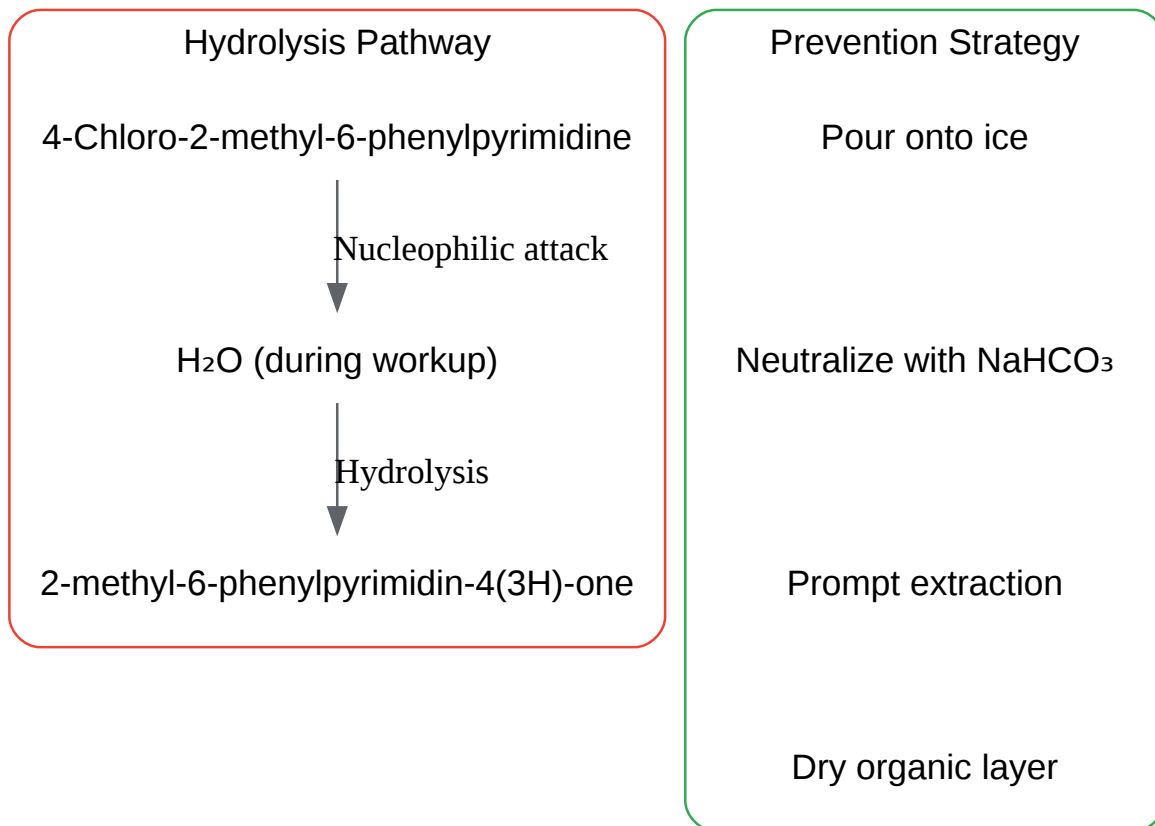 Hydrolysis Pathway
4-Chloro-2-methyl-6-phenylpyrimidine
Nucleophilic attack
H₂O (during workup)
Hydrolysis
2-methyl-6-phenylpyrimidin-4(3H)-one
Prevention Strategy
Pour onto ice
Neutralize with NaHCO₃
Prompt extraction
Dry organic layer